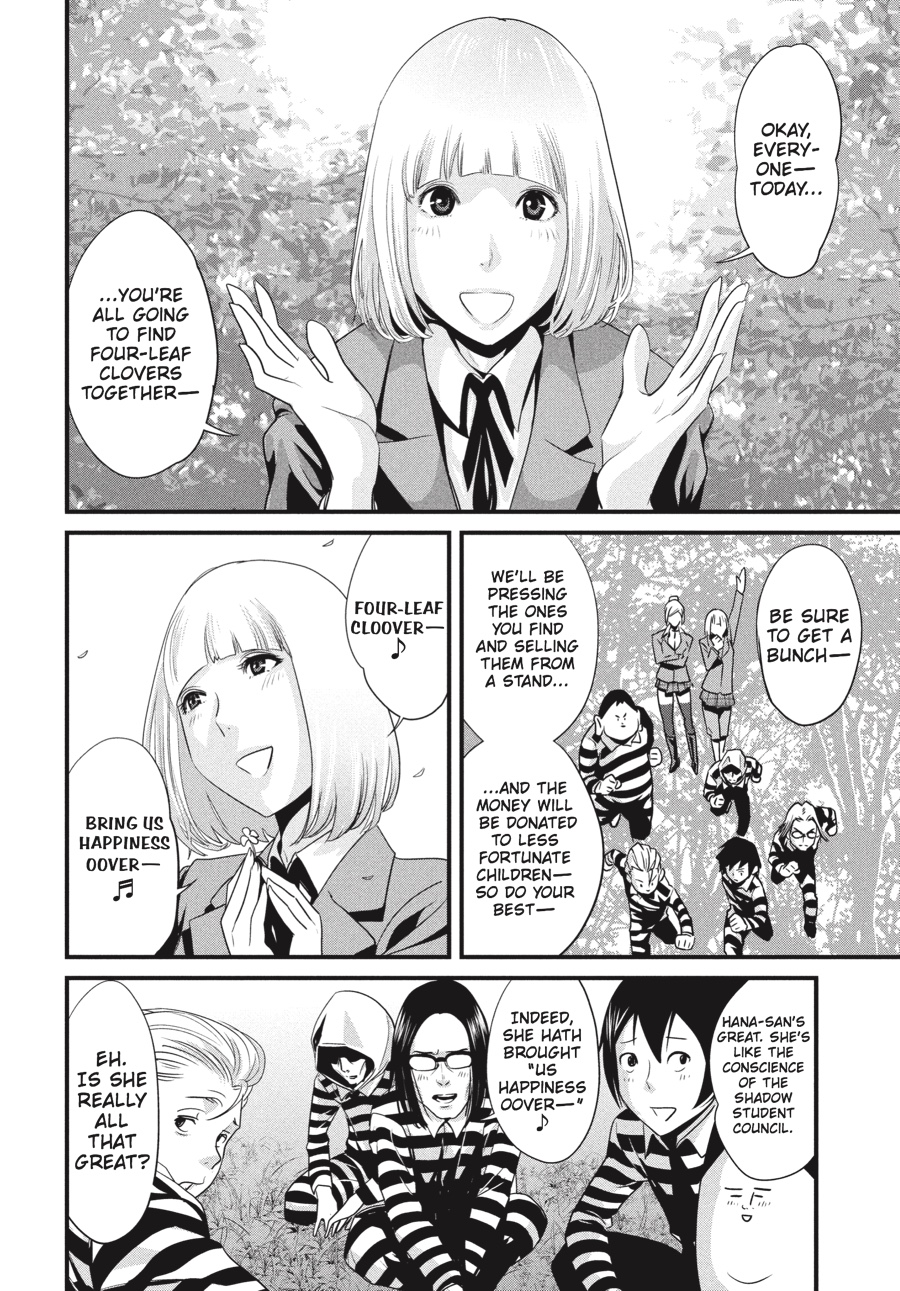 OKAY,
EVERY-
ONE—
TODAY...
...YOU'RE
ALL GOING
TO FIND
FOUR-LEAF
CLOVERS
TOGETHER—
BE SURE
TO GET A
BUNCH—
WE'LL BE
PRESSING
THE ONES
YOU FIND
AND SELLING
THEM FROM
A STAND...
...AND THE
MONEY WILL
BE DONATED
TO LESS
FORTUNATE
CHILDREN—
SO DO YOUR
BEST—
FOUR-LEAF
CLOOVER—
♪
BRING US
HAPPINESS
OOVER—
♬
HANA-SAN'S
GREAT. SHE'S
LIKE THE
CONSCIENCE
OF THE
SHADOW
STUDENT
COUNCIL.
INDEED,
SHE HATH
BROUGHT
"US
HAPPINESS
OOVER—"
♪
EH.
IS SHE
REALLY
ALL
THAT
GREAT?